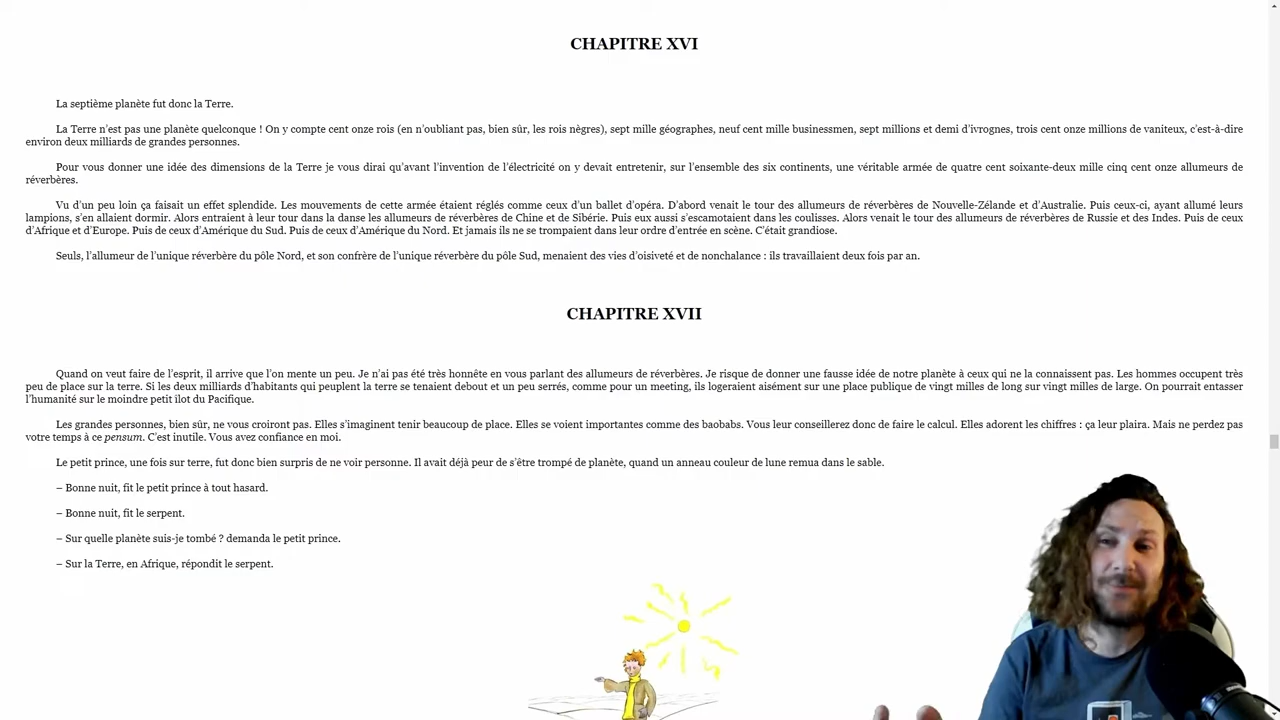 CHAPITRE XVI
La septième planète fut donc la Terre.
La Terre n'est pas une planète quelconque ! On y compte cent onze rois (en n'oubliant pas, bien sûr, les rois nègres), sept mille géographes, neuf cent mille businessmen, sept millions et demi d'ivrognes, trois cent onze millions de vaniteux, c'est-à-dire
environ deux milliards de grandes personnes.
Pour vous donner une idée des dimensions de la Terre je vous dirai qu'avant l'invention de l'électricité on y devait entretenir, sur l'ensemble des six continents, une véritable armée de quatre cent soixante-deux mille cinq cent onze allumeurs de
réverbères.
Vu d'un peu loin ça faisait un effet splendide. Les mouvements de cette armée étaient réglés comme ceux d'un ballet d'opéra. D'abord venait le tour des allumeurs de réverbères de Nouvelle-Zélande et d'Australie. Puis ceux-ci, ayant allumé leurs
lampions, s'en allaient dormir. Alors entraient à leur tour dans la danse les allumeurs de réverbères de Chine et de Sibérie. Puis eux aussi s'escamotaient dans les coulisses. Alors venait le tour des allumeurs de réverbères de Russie et des Indes. Puis de ceux
d'Afrique et d'Europe. Puis de ceux d'Amérique du Sud. Puis de ceux d'Amérique du Nord. Et jamais ils ne se trompaient dans leur ordre d'entrée en scène. C'était grandiose.
Seuls, l'allumeur de l'unique réverbère du pôle Nord, et son confrère de l'unique réverbère du pôle Sud, menaient des vies d'oisiveté et de nonchalance : ils travaillaient deux fois par an.
CHAPITRE XVII
Quand on veut faire de l'esprit, il arrive que l'on mente un peu. Je n'ai pas été très honnête en vous parlant des allumeurs de réverbères. Je risque de donner une fausse idée de notre planète à ceux qui ne la connaissent pas. Les hommes occupent très
peu de place sur la terre. Si les deux milliards d'habitants qui peuplent la terre se tenaient debout et un peu serrés, comme pour un meeting, ils logeraient aisément sur une place publique de vingt milles de long sur vingt milles de large. On pourrait entasser
l'humanité sur le moindre petit îlot du Pacifique.
Les grandes personnes, bien sûr, ne vous croiront pas. Elles s'imaginent tenir beaucoup de place. Elles se voient importantes comme des baobabs. Vous leur conseillerez donc de faire le calcul. Elles adorent les chiffres : ça leur plaira. Mais ne perdez pas
votre temps à ce pensum. C'est inutile. Vous avez confiance en moi.
Le petit prince, une fois sur terre, fut donc bien surpris de ne voir personne. Il avait déjà peur de s'être trompé de planète, quand un anneau couleur de lune remua dans le sable.
– Bonne nuit, fit le petit prince à tout hasard.
– Bonne nuit, fit le serpent.
– Sur quelle planète suis-je tombé ? demanda le petit prince.
– Sur la Terre, en Afrique, répondit le serpent.